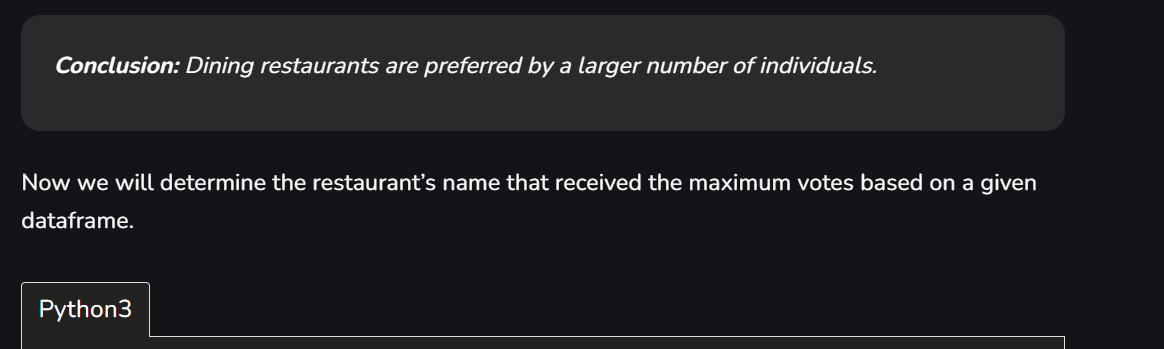 Conclusion: Dining restaurants are preferred by a larger number of individuals.
Now we will determine the restaurant’s name that received the maximum votes based on a given
dataframe.
Python3